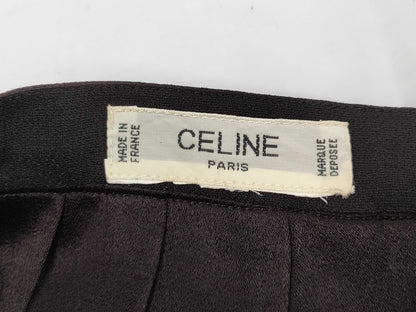 MADE IN
FRANCE
CELINE
PARIS
MARQUE
DEPOSEE